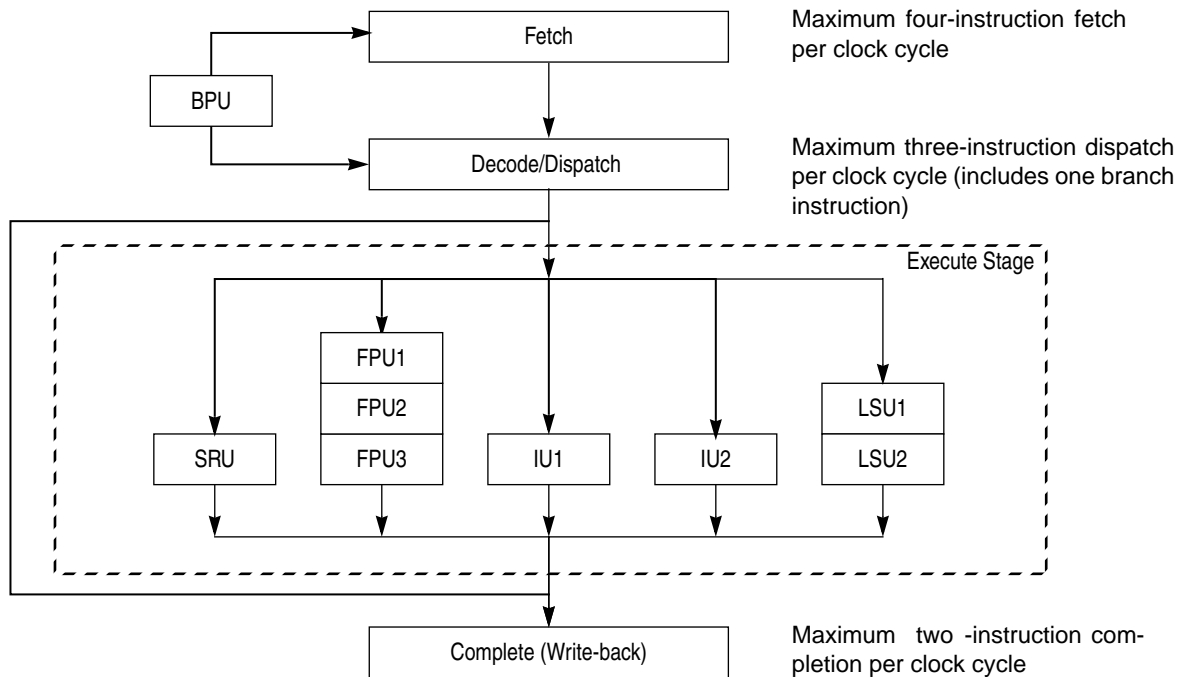 Fetch
Maximum four-instruction fetch
per clock cycle
BPU
Decode/Dispatch
Maximum three-instruction dispatch
per clock cycle (includes one branch
instruction)
Execute Stage
FPU1
FPU2
LSU1
SRU
FPU3
IU1
IU2
LSU2
Complete (Write-back)
Maximum two -instruction com-
pletion per clock cycle